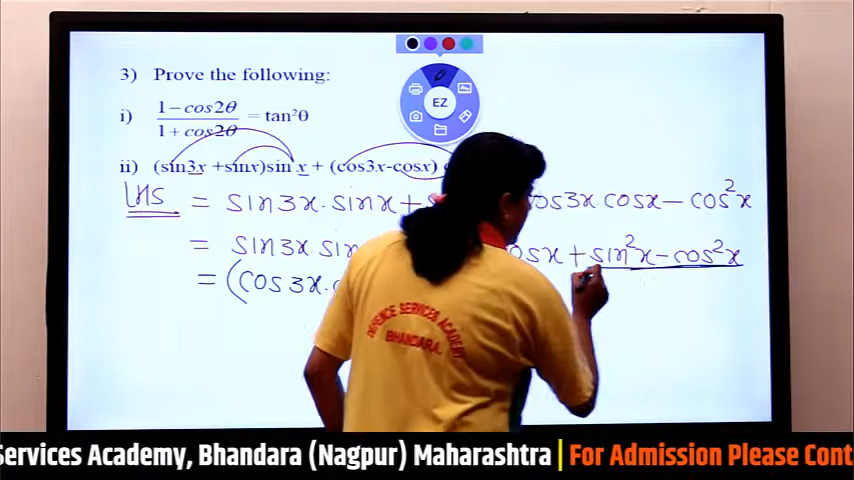 3) Prove the following:
i) 1−cos2θ / 1+cos2θ = tan²θ
ii) (sin3x +sinx)sin x + (cos3x-cosx)
LHS = sin3x.sinx + cos3x.cosx − cos²x
= sin3x.sin cosx + sin²x − cos²x
= (cos3x.
EZ
DEFENCE SERVICES ACADEMY
BHANDARA.
Services Academy, Bhandara (Nagpur) Maharashtra | For Admission Please Cont